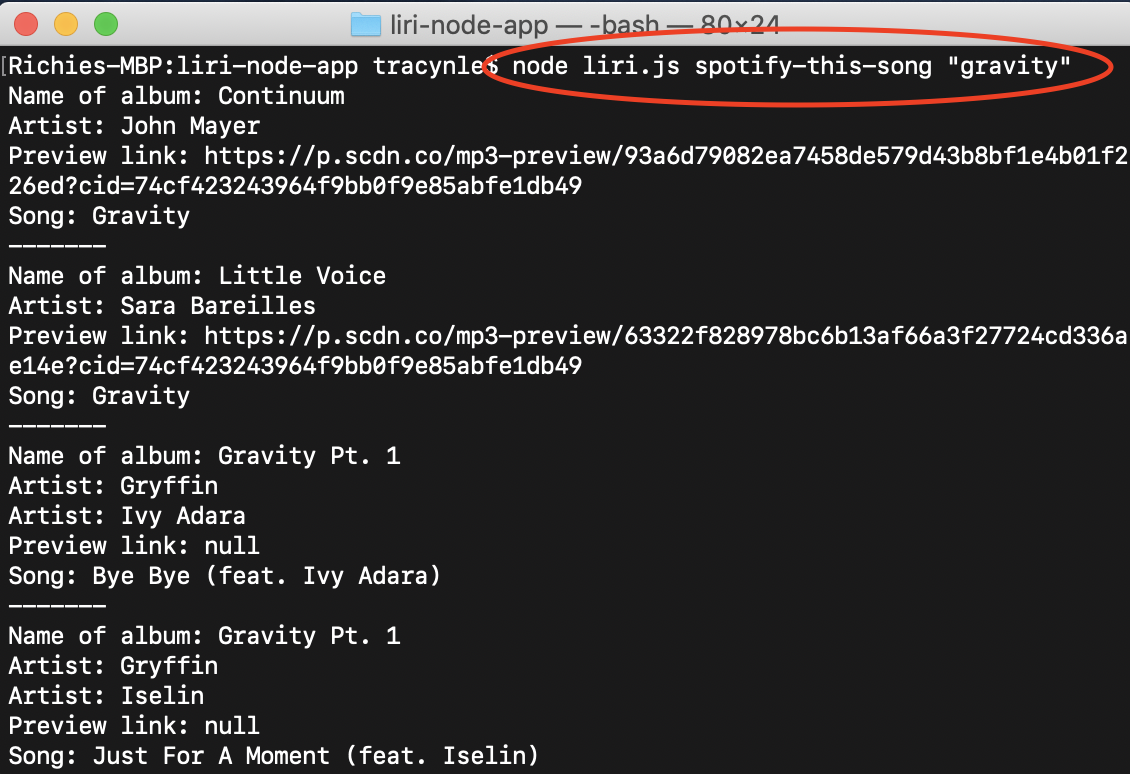 liri-node-app — -bash — 80×24
[Richies-MBP:liri-node-app tracynle$ node liri.js spotify-this-song "gravity"
Name of album: Continuum
Artist: John Mayer
Preview link: https://p.scdn.co/mp3-preview/93a6d79082ea7458de579d43b8bf1e4b01f2
26ed?cid=74cf423243964f9bb0f9e85abfe1db49
Song: Gravity
-------
Name of album: Little Voice
Artist: Sara Bareilles
Preview link: https://p.scdn.co/mp3-preview/63322f828978bc6b13af66a3f27724cd336a
e14e?cid=74cf423243964f9bb0f9e85abfe1db49
Song: Gravity
-------
Name of album: Gravity Pt. 1
Artist: Gryffin
Artist: Ivy Adara
Preview link: null
Song: Bye Bye (feat. Ivy Adara)
-------
Name of album: Gravity Pt. 1
Artist: Gryffin
Artist: Iselin
Preview link: null
Song: Just For A Moment (feat. Iselin)